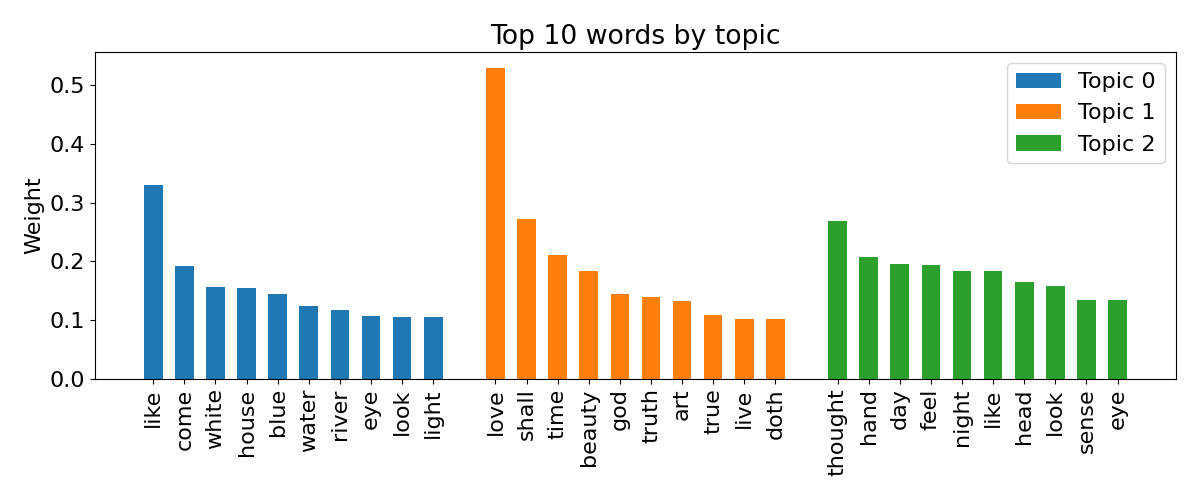 Top 10 words by topic
Weight
0.5
0.4
0.3
0.2
0.1
0.0
Topic 0
Topic 1
Topic 2
like
come
white
house
blue
water
river
eye
look
light
love
shall
time
beauty
god
truth
art
true
live
doth
thought
hand
day
feel
night
like
head
look
sense
eye